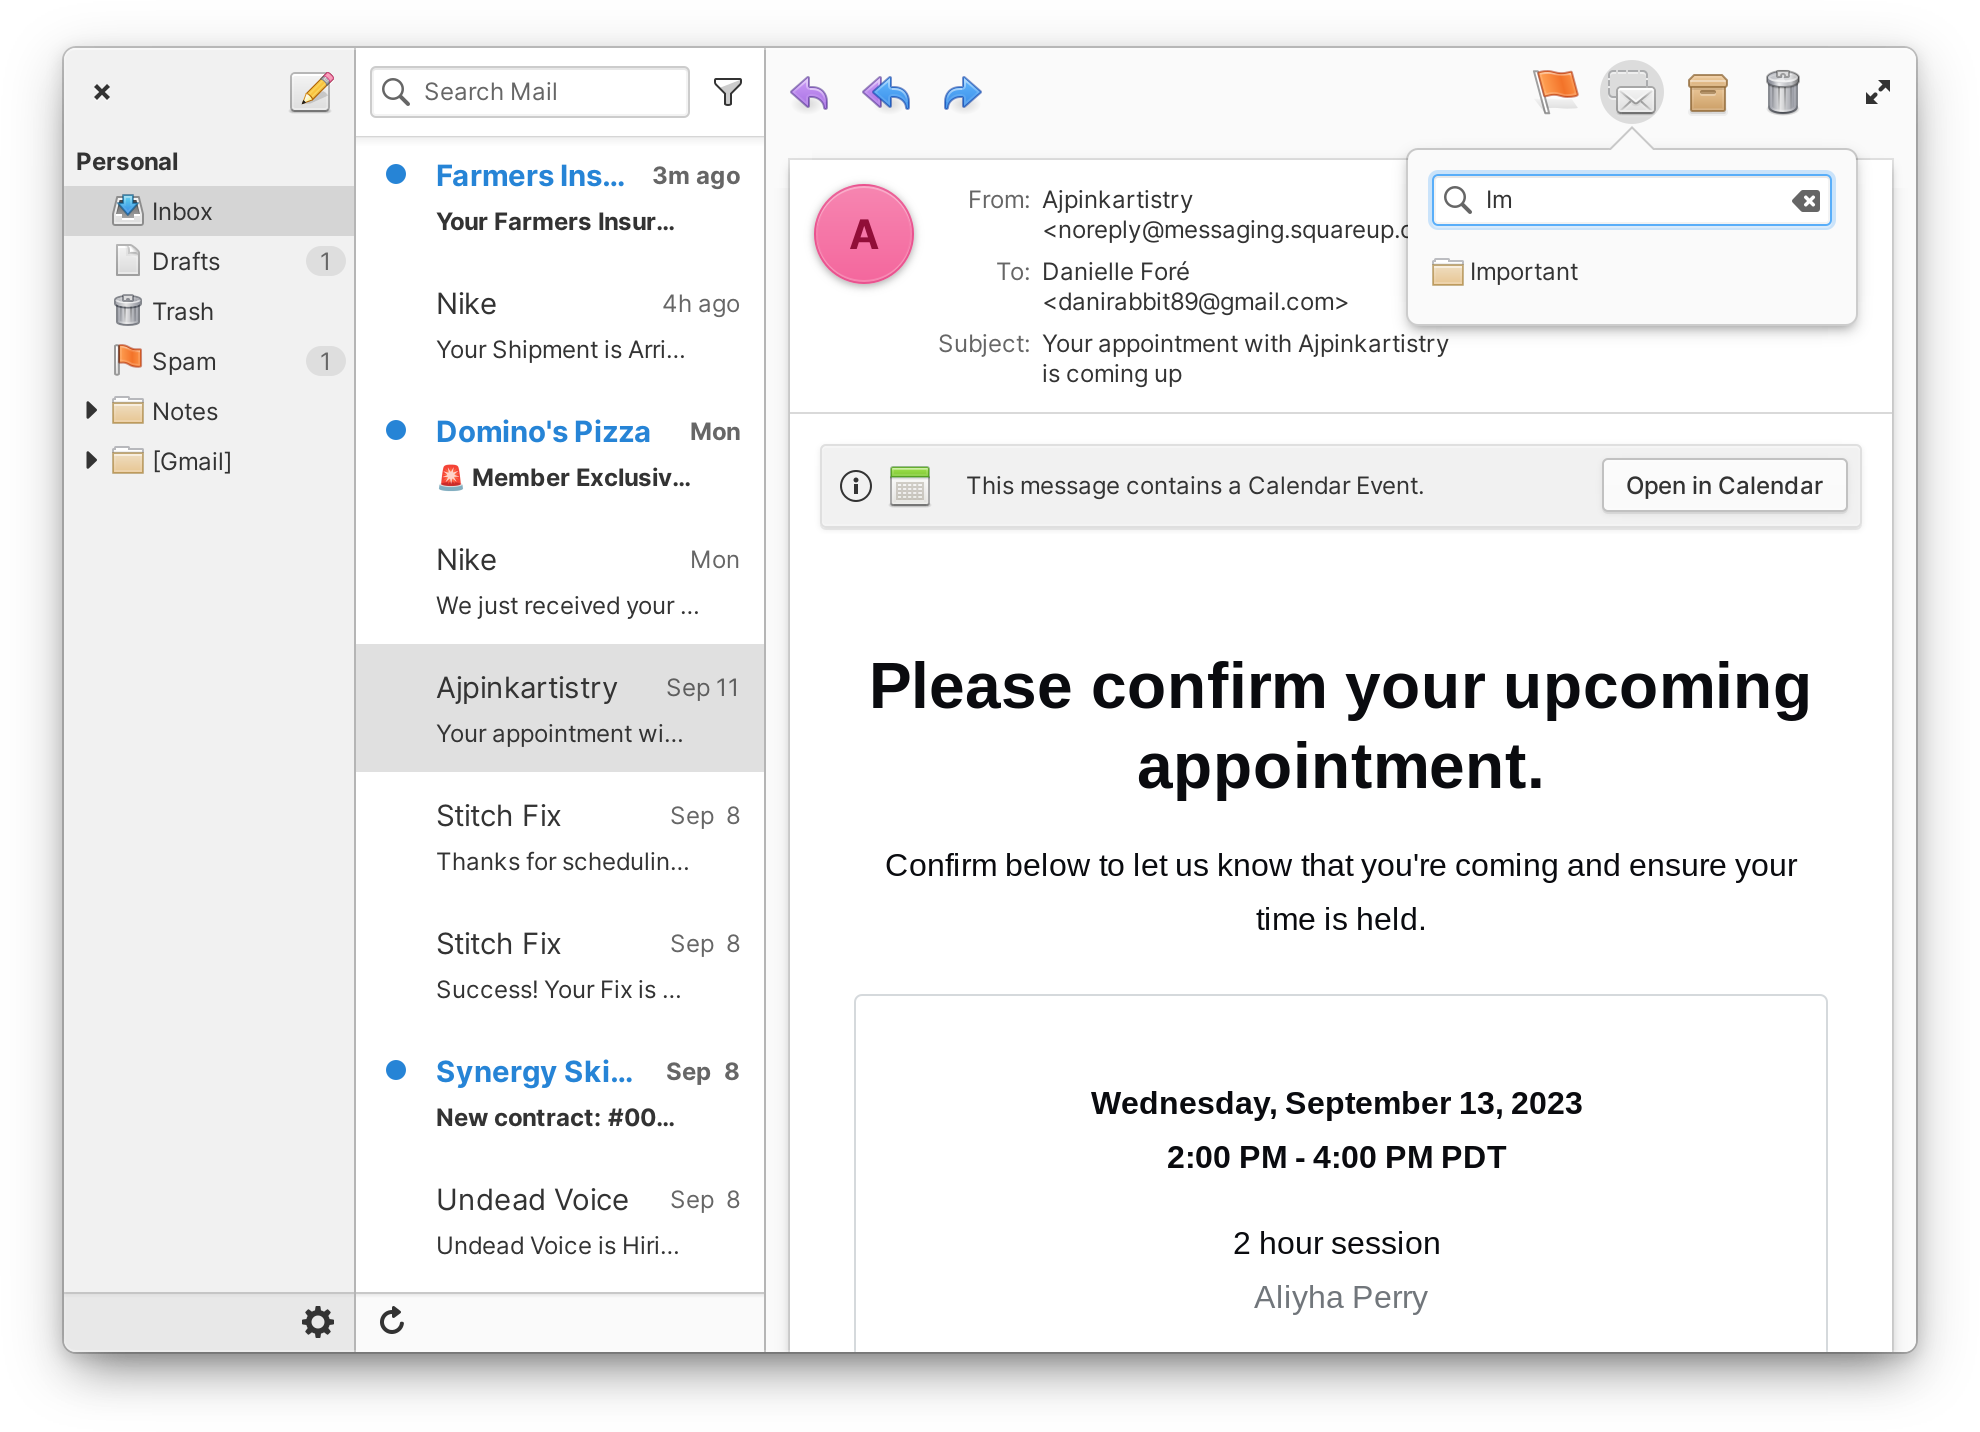 Personal
Inbox
Drafts 1
Trash
Spam 1
Notes
[Gmail]
Search Mail
Farmers Ins... 3m ago
Your Farmers Insur...
Nike 4h ago
Your Shipment is Arri...
Domino's Pizza Mon
🚨 Member Exclusiv...
Nike Mon
We just received your ...
Ajpinkartistry Sep 11
Your appointment wi...
Stitch Fix Sep 8
Thanks for schedulin...
Stitch Fix Sep 8
Success! Your Fix is ...
Synergy Ski... Sep 8
New contract: #00...
Undead Voice Sep 8
Undead Voice is Hiri...
Im
Important
A
From: Ajpinkartistry
<noreply@messaging.squareup.c
To: Danielle Foré
<danirabbit89@gmail.com>
Subject: Your appointment with Ajpinkartistry
is coming up
This message contains a Calendar Event.
Open in Calendar
Please confirm your upcoming
appointment.
Confirm below to let us know that you're coming and ensure your
time is held.
Wednesday, September 13, 2023
2:00 PM - 4:00 PM PDT
2 hour session
Aliyha Perry